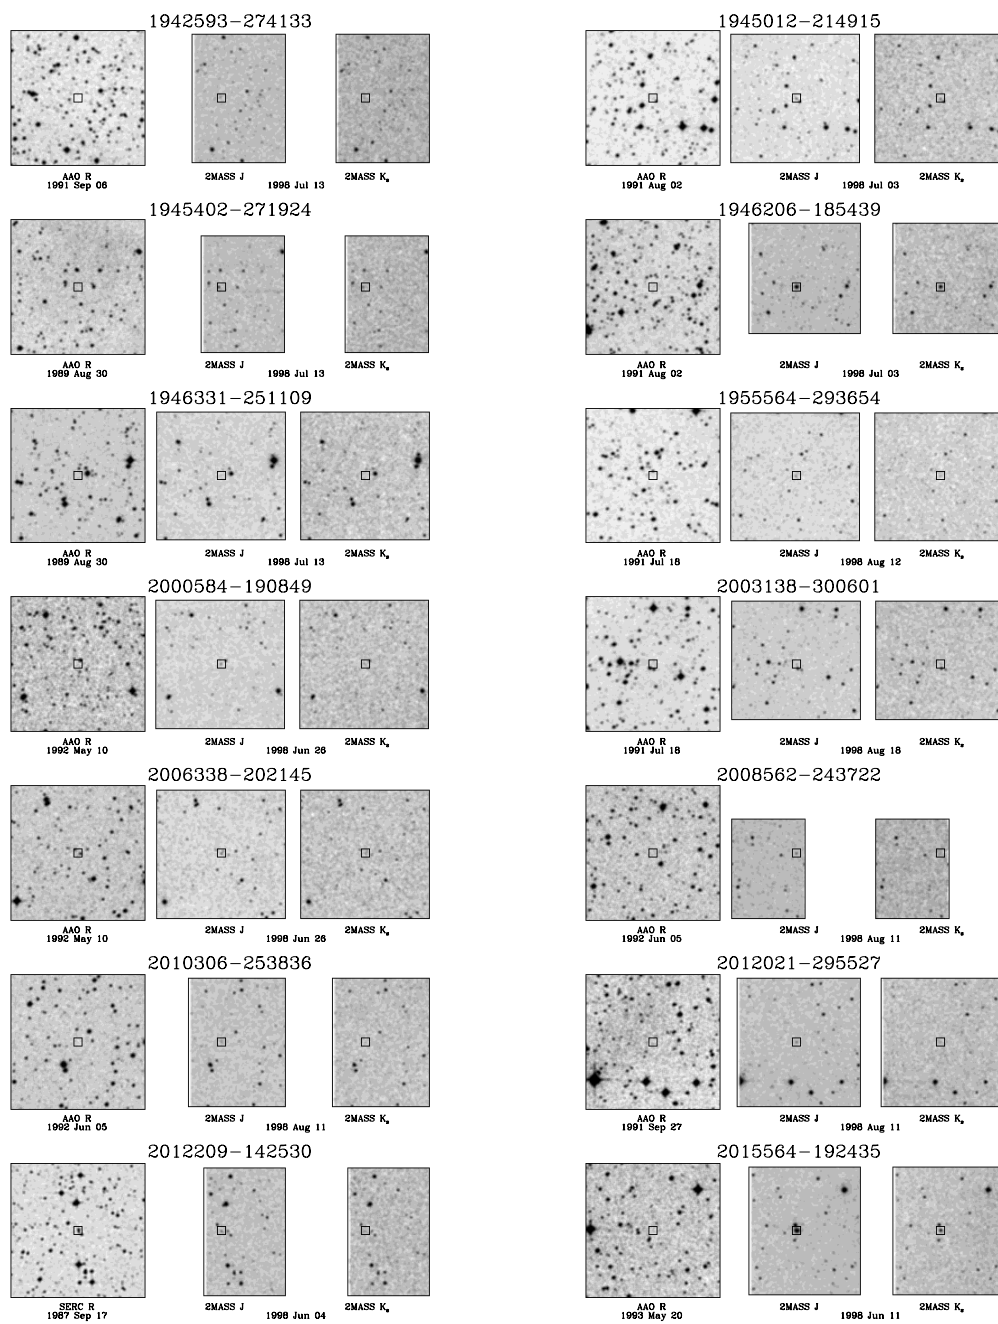 1942593-274133
AAO R
1991 Sep 06
2MASS J
1998 Jul 13
2MASS Ks
1945012-214915
AAO R
1991 Aug 02
2MASS J
1998 Jul 03
2MASS Ks
1945402-271924
AAO R
1989 Aug 30
2MASS J
1998 Jul 13
2MASS Ks
1946206-185439
AAO R
1991 Aug 02
2MASS J
1998 Jul 03
2MASS Ks
1946331-251109
AAO R
1989 Aug 30
2MASS J
1998 Jul 13
2MASS Ks
1955564-293654
AAO R
1991 Jul 18
2MASS J
1998 Aug 12
2MASS Ks
2000584-190849
AAO R
1992 May 10
2MASS J
1998 Jun 26
2MASS Ks
2003138-300601
AAO R
1991 Jul 18
2MASS J
1998 Aug 18
2MASS Ks
2006338-202145
AAO R
1992 May 10
2MASS J
1998 Jun 26
2MASS Ks
2008562-243722
AAO R
1992 Jun 05
2MASS J
1998 Aug 11
2MASS Ks
2010306-253836
AAO R
1992 Jun 05
2MASS J
1998 Aug 11
2MASS Ks
2012021-295527
AAO R
1991 Sep 27
2MASS J
1998 Aug 11
2MASS Ks
2012209-142530
SERC R
1987 Sep 17
2MASS J
1998 Jun 04
2MASS Ks
2015564-192435
AAO R
1993 May 20
2MASS J
1998 Jun 11
2MASS Ks